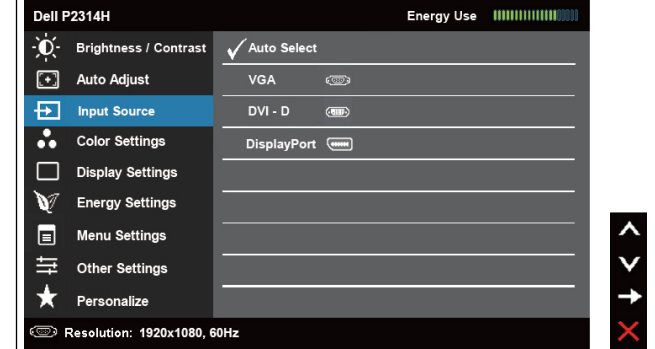 Dell P2314H Energy Use
Brightness / Contrast Auto Select
Auto Adjust VGA
Input Source DVI - D
Color Settings DisplayPort
Display Settings
Energy Settings
Menu Settings
Other Settings
Personalize
Resolution: 1920x1080, 60Hz